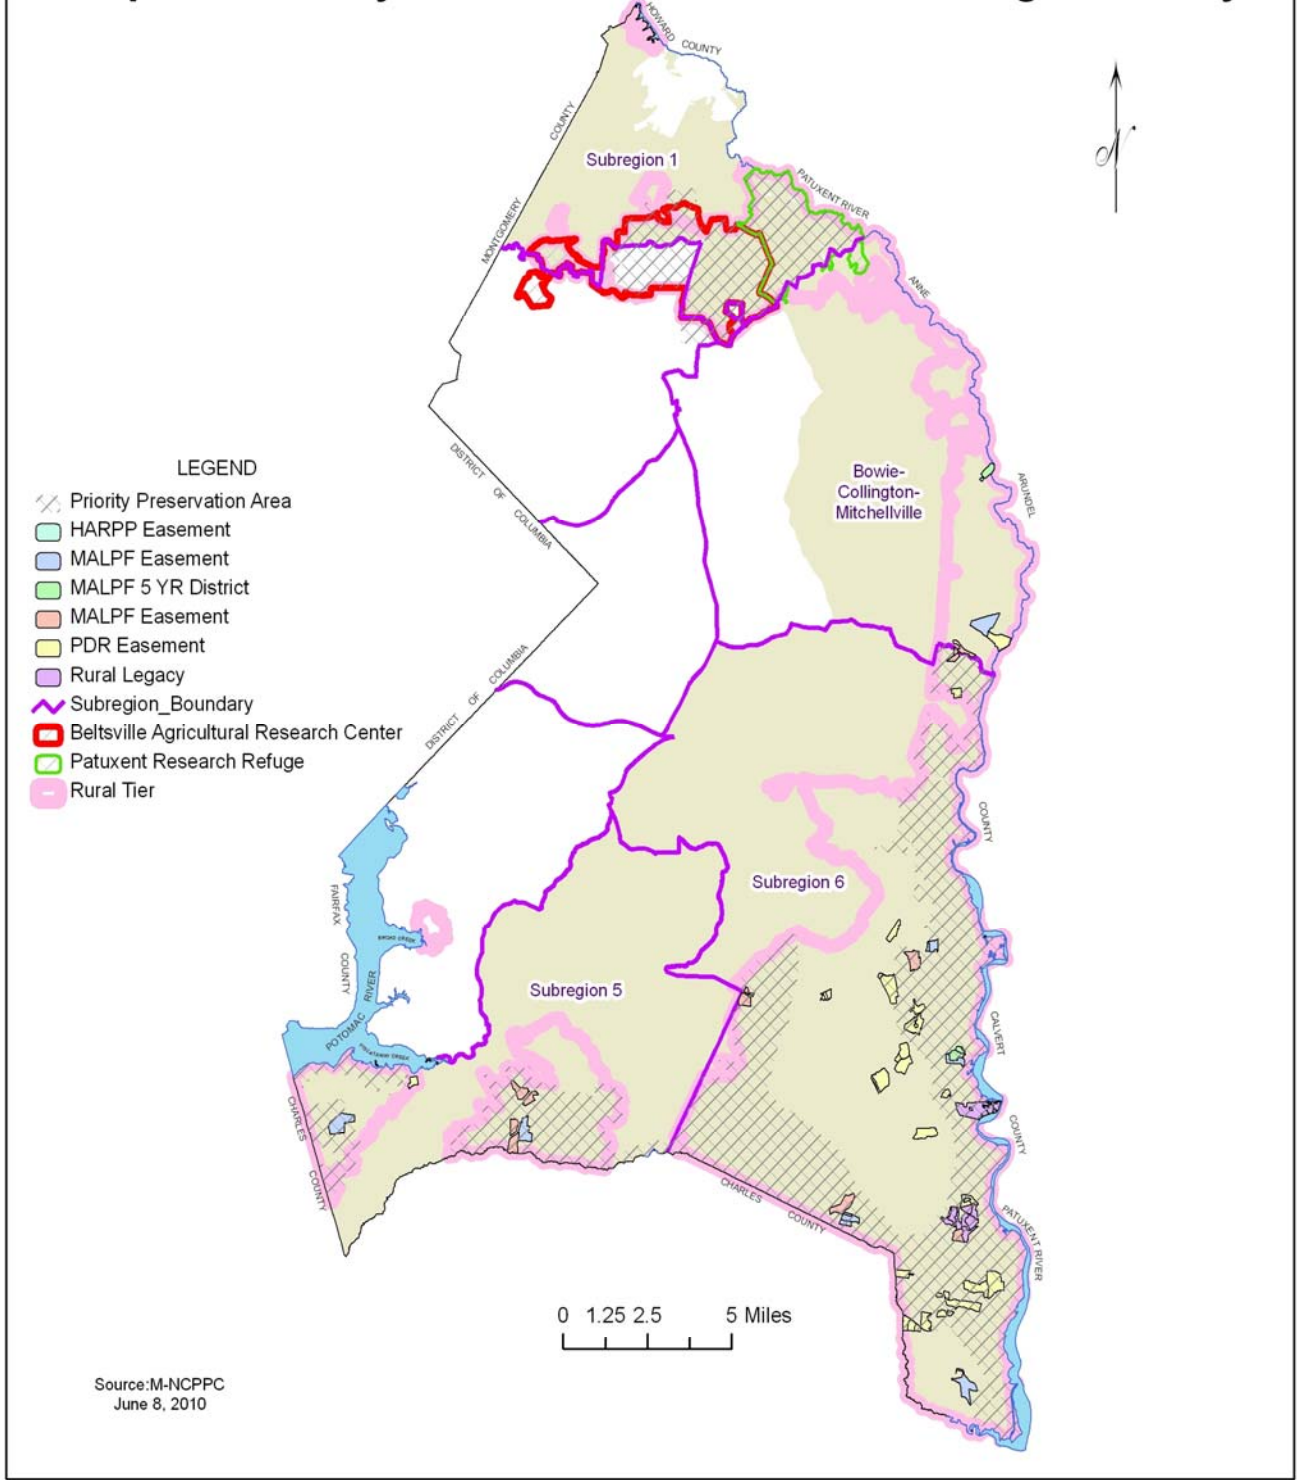 HOWARD
COUNTY
COUNTY
Subregion 1
PATUXENT RIVER
MONTGOMERY
ANNE
DISTRICT OF COLUMBIA
Bowie-
Collington-
Mitchellville
ARUNDEL
LEGEND
Priority Preservation Area
HARPP Easement
MALPF Easement
MALPF 5 YR District
MALPF Easement
PDR Easement
Rural Legacy
Subregion_Boundary
Beltsville Agricultural Research Center
Patuxent Research Refuge
Rural Tier
DISTRICT OF COLUMBIA
COUNTY
Subregion 6
FAIRFAX
COUNTY
POTOMAC RIVER
Subregion 5
CALVERT
COUNTY
CHARLES
COUNTY
CHARLES
COUNTY
PATUXENT RIVER
0 1.25 2.5 5 Miles
Source:M-NCPPC
June 8, 2010